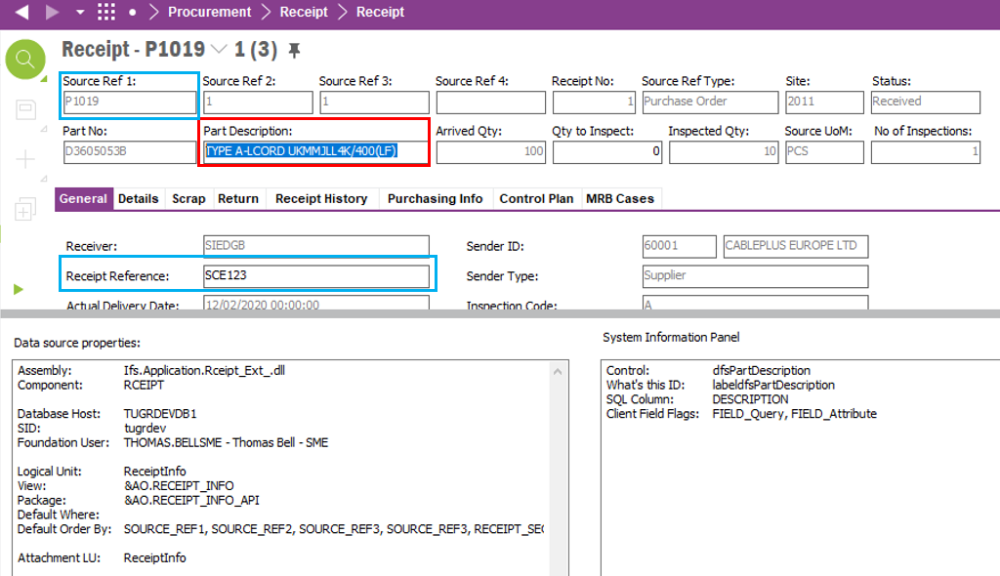 Procurement Receipt Receipt
Receipt - P1019 1 (3)
Source Ref 1: Source Ref 2: Source Ref 3: Source Ref 4: Receipt No: Source Ref Type: Site: Status:
P1019 1 1 1 Purchase Order 2011 Received
Part No: Part Description: Arrived Qty: Qty to Inspect: Inspected Qty: Source UoM: No of Inspections:
D3605053B TYPE A-LCORD UKMMJLL4K/400(LF) 100 0 10 PCS 1
General Details Scrap Return Receipt History Purchasing Info Control Plan MRB Cases
Receiver: SIEDGB Sender ID: 60001 CABLEPLUS EUROPE LTD
Receipt Reference: SCE123 Sender Type: Supplier
Actual Delivery Date: 12/02/2020 00:00:00 Inspection Code: A
Data source properties: System Information Panel
Assembly: Ifs.Application.Rceipt_Ext_.dll
Component: RCEIPT
Database Host: TUGRDEVDB1
SID: tugrdev
Foundation User: THOMAS.BELLSME - Thomas Bell - SME
Logical Unit: ReceiptInfo
View: &AO.RECEIPT_INFO
Package: &AO.RECEIPT_INFO_API
Default Where:
Default Order By: SOURCE_REF1, SOURCE_REF2, SOURCE_REF3, SOURCE_REF3, RECEIPT_SEC
Attachment LU: ReceiptInfo
Control: dfsPartDescription
What's this ID: labeldfsPartDescription
SQL Column: DESCRIPTION
Client Field Flags: FIELD_Query, FIELD_Attribute